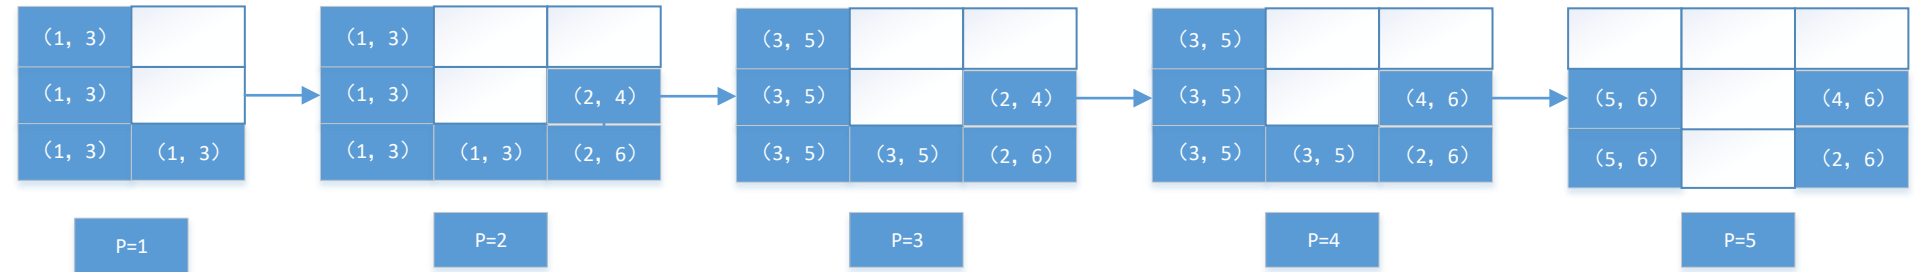 (1, 3)
(1, 3)
(1, 3) (1, 3)
P=1
(1, 3)
(1, 3) (2, 4)
(1, 3) (1, 3) (2, 6)
P=2
(3, 5)
(3, 5) (2, 4)
(3, 5) (3, 5) (2, 6)
P=3
(3, 5)
(3, 5) (4, 6)
(3, 5) (3, 5) (2, 6)
P=4
(5, 6) (4, 6)
(5, 6) (2, 6)
P=5